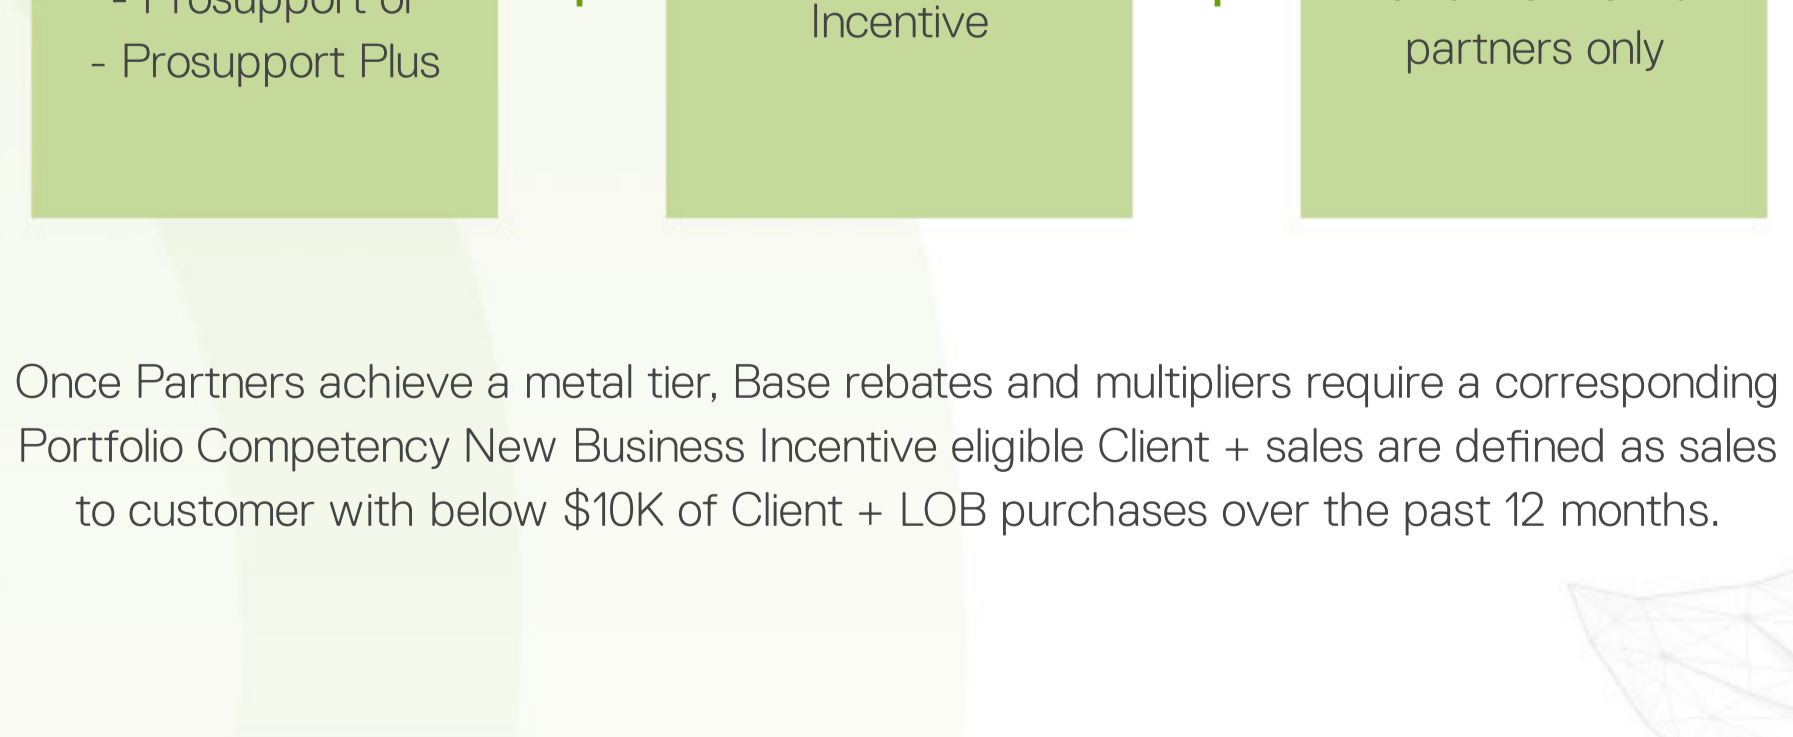 - Prosupport or
- Prosupport Plus
Incentive
partners only
Once Partners achieve a metal tier, Base rebates and multipliers require a corresponding
Portfolio Competency New Business Incentive eligible Client + sales are defined as sales
to customer with below $10K of Client + LOB purchases over the past 12 months.